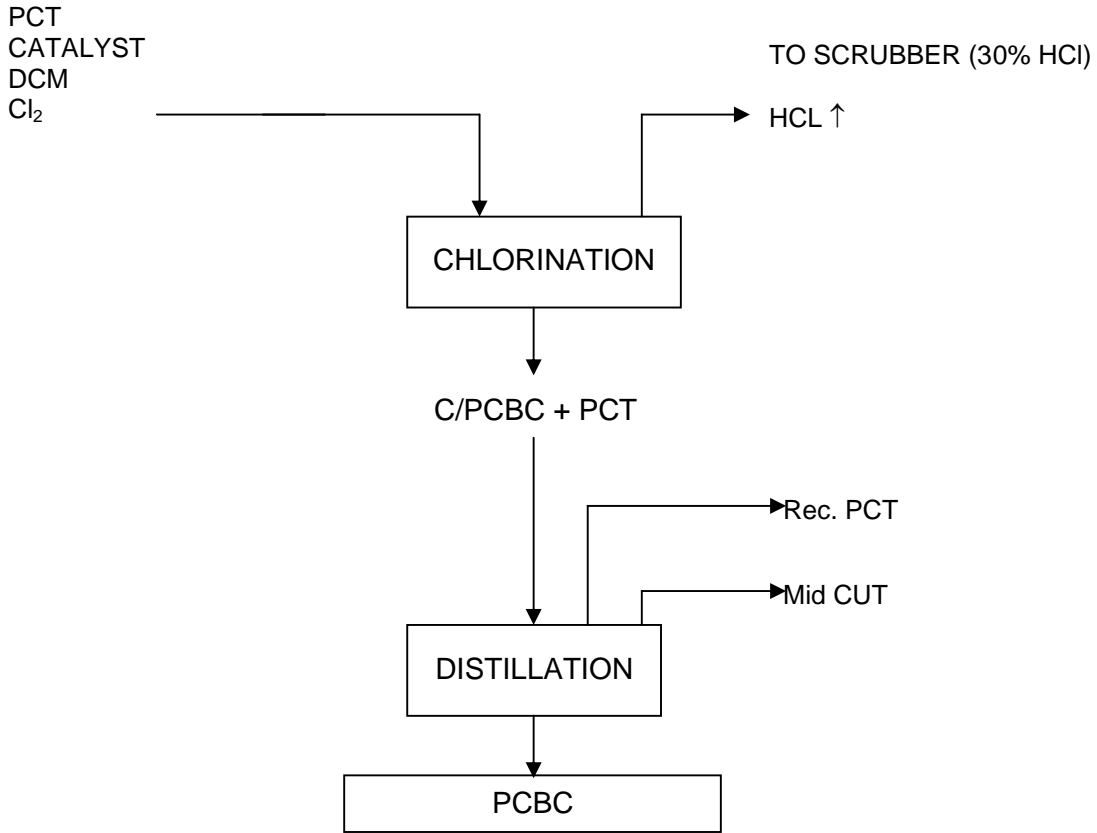 PCT
CATALYST
DCM
Cl₂
TO SCRUBBER (30% HCl)
HCL ↑
CHLORINATION
C/PCBC + PCT
Rec. PCT
Mid CUT
DISTILLATION
PCBC